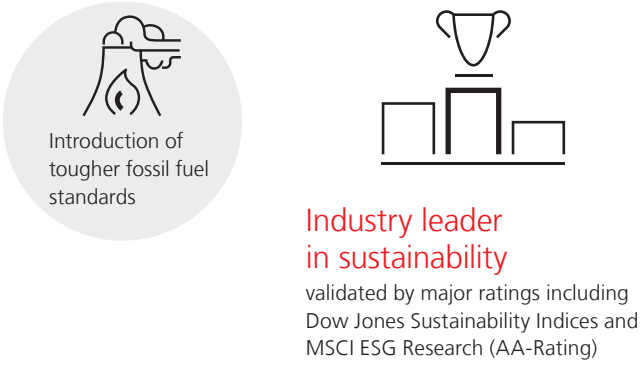 Introduction of
tougher fossil fuel
standards
Industry leader
in sustainability
validated by major ratings including
Dow Jones Sustainability Indices and
MSCI ESG Research (AA-Rating)